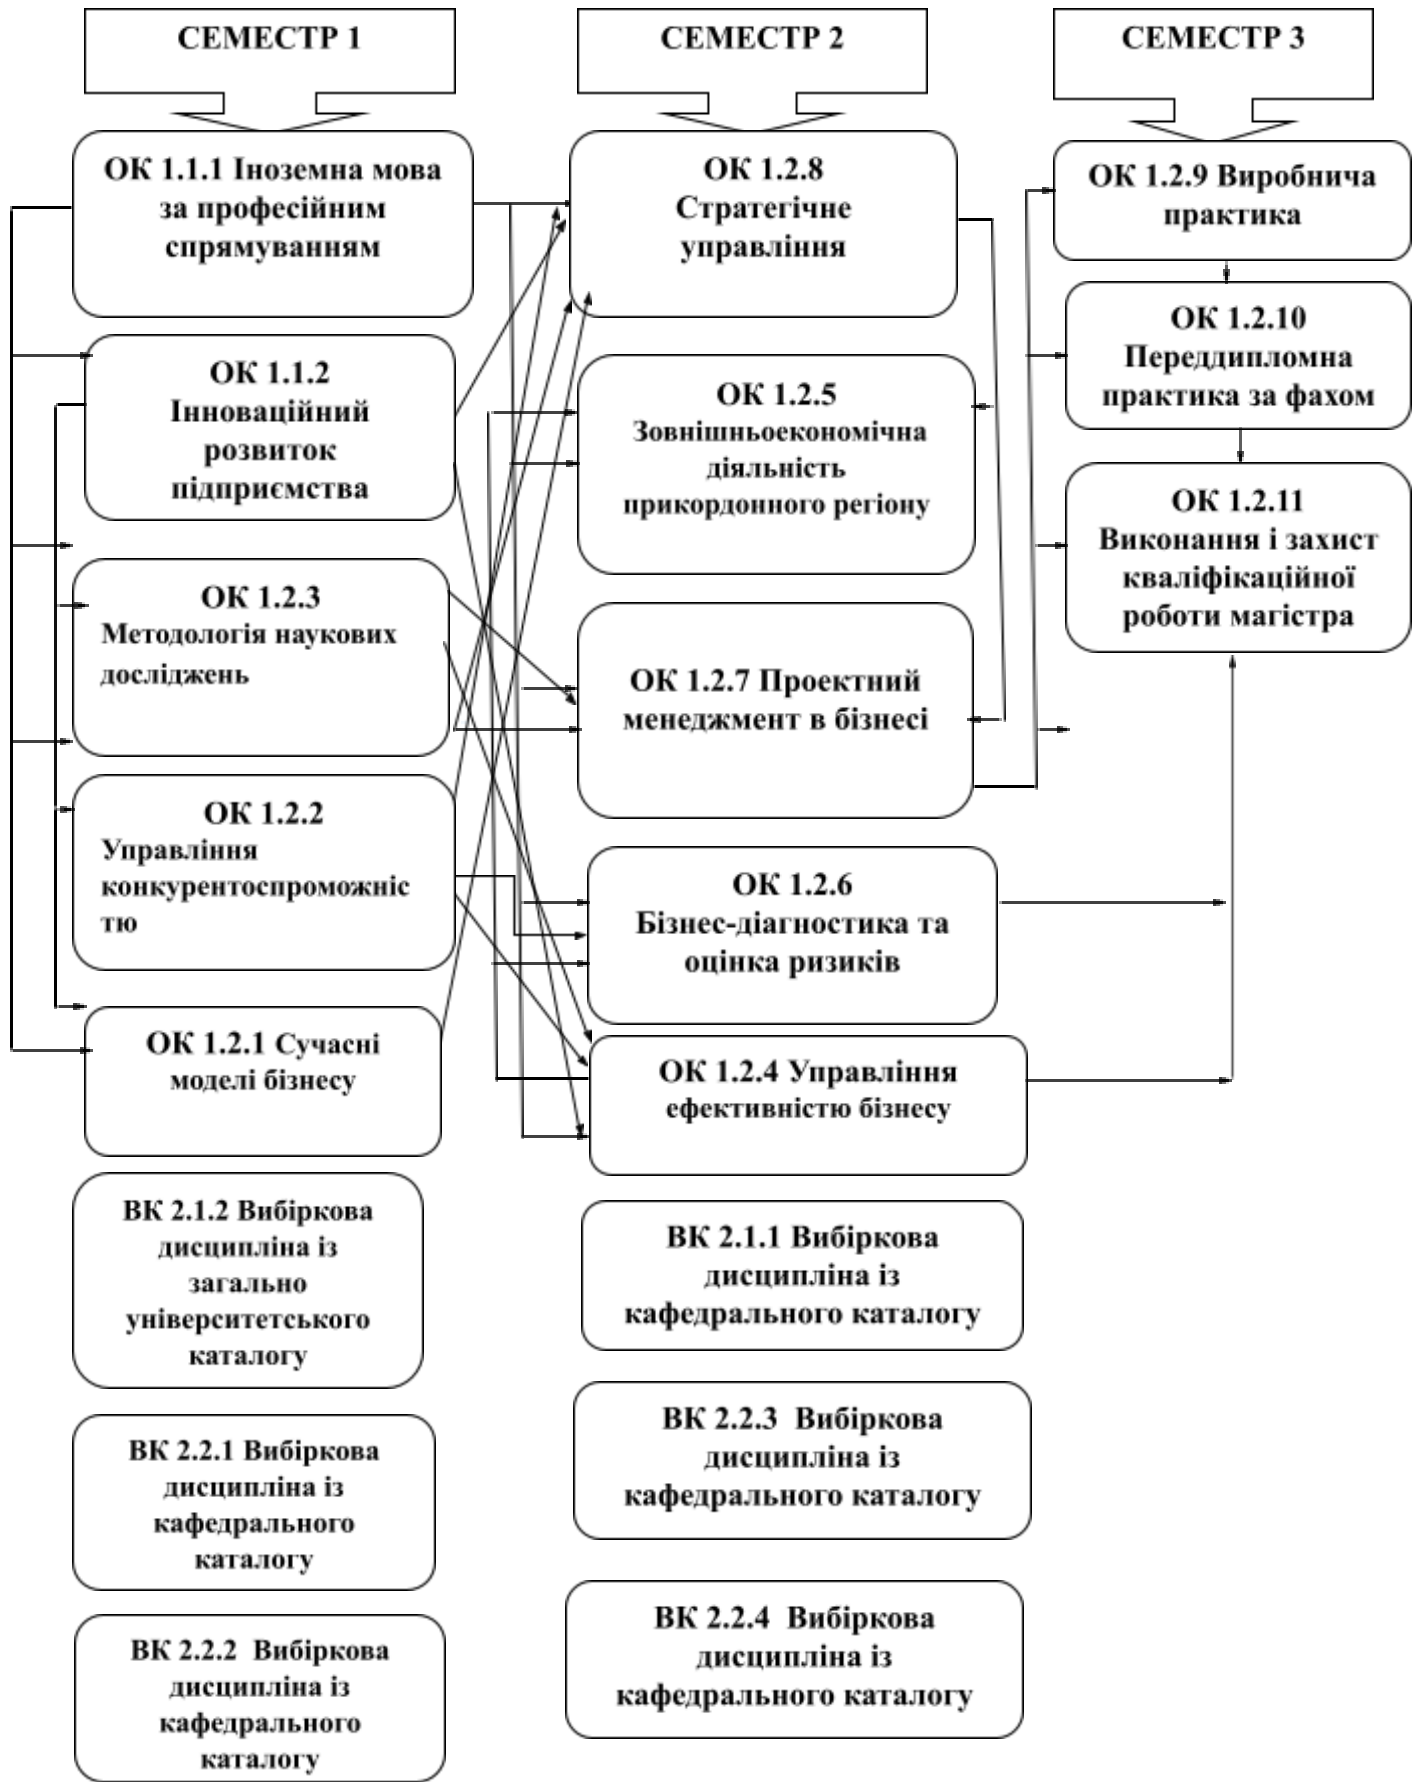 СЕМЕСТР 1
ОК 1.1.1 Іноземна мова
за професійним
спрямуванням
ОК 1.1.2
Інноваційний
розвиток
підприємства
ОК 1.2.3
Методологія наукових
досліджень
ОК 1.2.2
Управління
конкурентоспроможніс
тю
ОК 1.2.1 Сучасні
моделі бізнесу
ВК 2.1.2 Вибіркова
дисципліна із
загально
університетського
каталогу
ВК 2.2.1 Вибіркова
дисципліна із
кафедрального
каталогу
ВК 2.2.2 Вибіркова
дисципліна із
кафедрального
каталогу
СЕМЕСТР 2
ОК 1.2.8
Стратегічне
управління
ОК 1.2.5
Зовнішньоекономічна
діяльність
прикордонного регіону
ОК 1.2.7 Проектний
менеджмент в бізнесі
ОК 1.2.6
Бізнес-діагностика та
оцінка ризиків
ОК 1.2.4 Управління
ефективністю бізнесу
ВК 2.1.1 Вибіркова
дисципліна із
кафедрального каталогу
ВК 2.2.3 Вибіркова
дисципліна із
кафедрального каталогу
ВК 2.2.4 Вибіркова
дисципліна із
кафедрального каталогу
СЕМЕСТР 3
ОК 1.2.9 Виробнича
практика
ОК 1.2.10
Переддипломна
практика за фахом
ОК 1.2.11
Виконання і захист
кваліфікаційної
роботи магістра